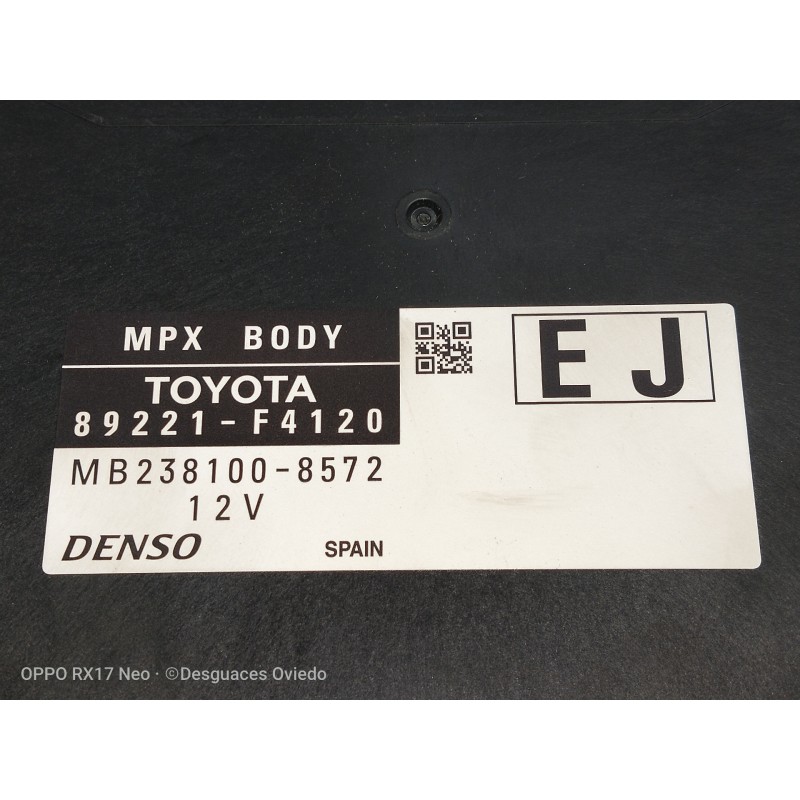 MPX BODY
E J
TOYOTA
89221-F4120
MB238100-8572
12V
DENSO SPAIN
OPPO RX17 Neo · ©Desguaces Oviedo